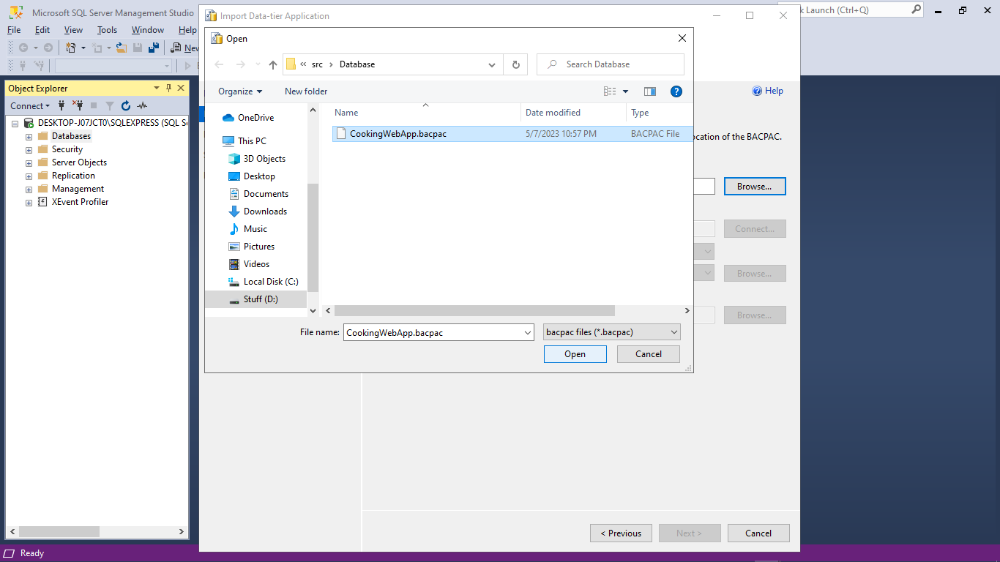 Microsoft SQL Server Management Studio
Import Data-tier Application
Launch (Ctrl+Q)
File Edit View Tools Window Help
Open
New
« src > Database
Search Database
Object Explorer
Organize
New folder
Help
Connect
OneDrive
Name
Date modified
Type
DESKTOP-J07JCT0\SQLEXPRESS (SQL
Databases
Security
Server Objects
Replication
Management
XEvent Profiler
This PC
3D Objects
Desktop
Documents
Downloads
Music
Pictures
Videos
Local Disk (C:)
Stuff (D:)
CookingWebApp.bacpac
5/7/2023 10:57 PM
BACPAC File
of the BACPAC.
Browse...
Connect...
Browse...
Browse...
File name:
CookingWebApp.bacpac
bacpac files (*.bacpac)
Open
Cancel
< Previous
Next >
Cancel
Ready